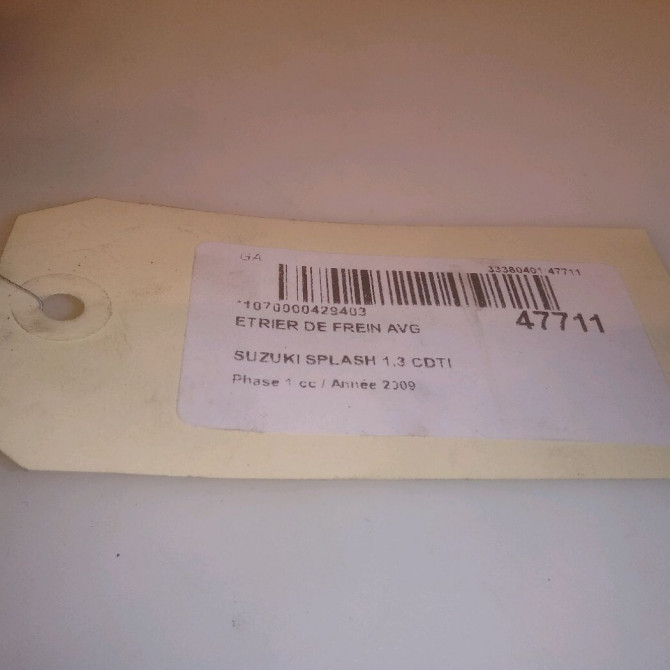 GA
33380401/47711
*1070000429403
47711
ETRIER DE FREIN AVG
SUZUKI SPLASH 1.3 CDTI
Phase 1 cc / Année 2009